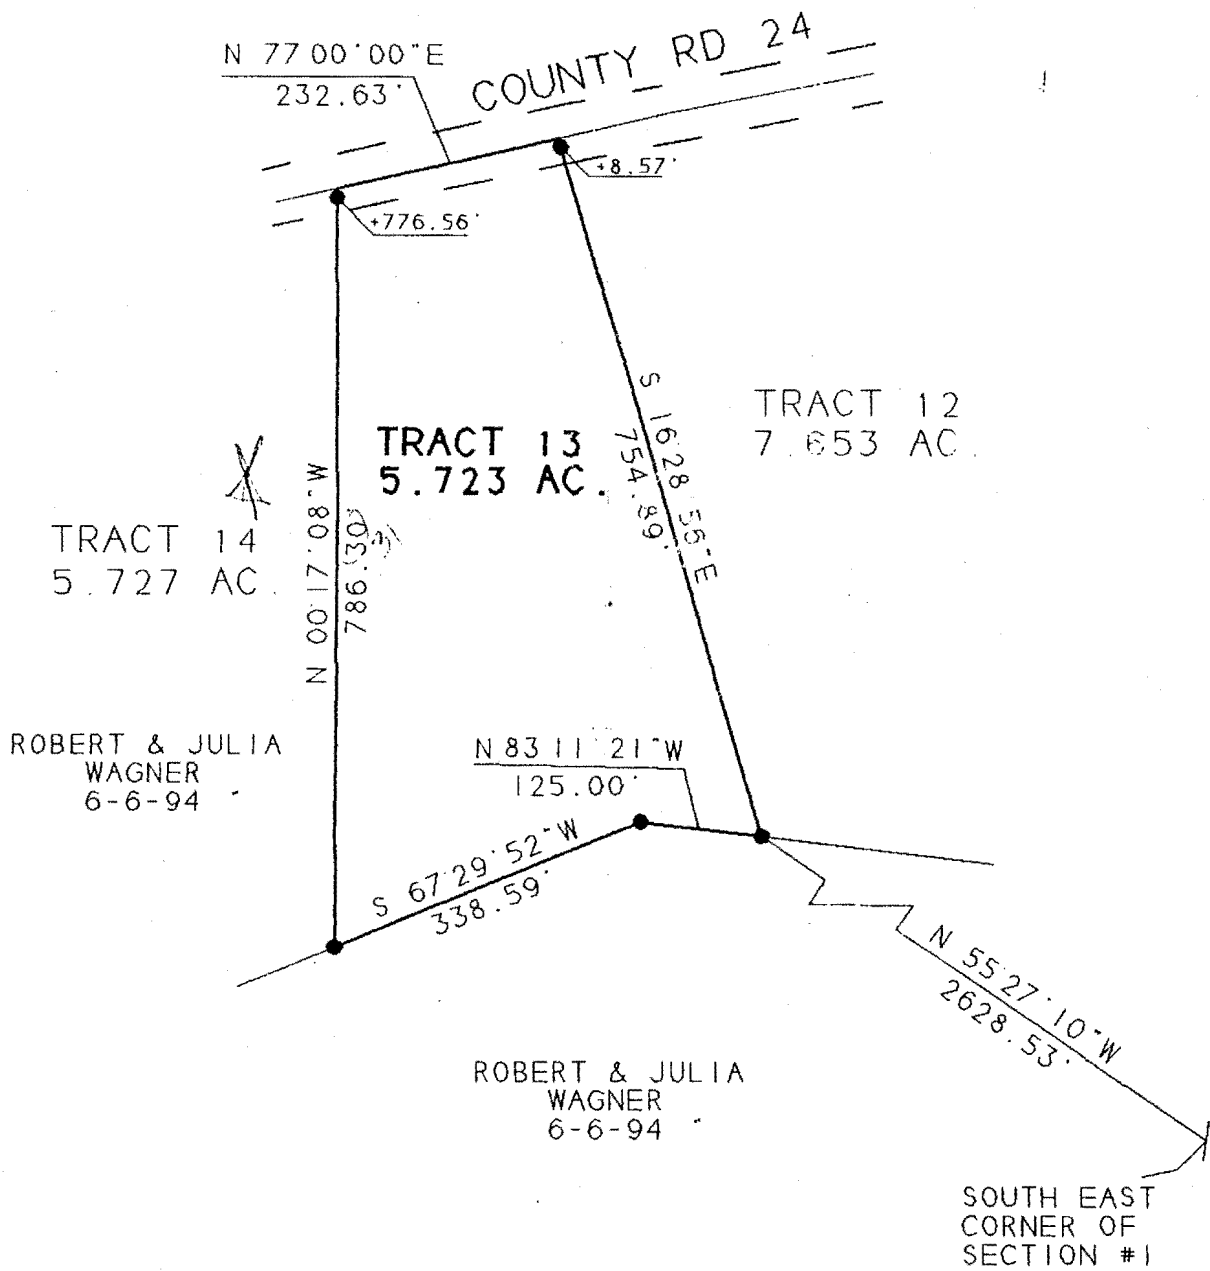 N 77 00'00"E
232.63'
COUNTY RD 24
+8.57'
+776.56'
S 16 28'56"E
754.89'
TRACT 12
7.653 AC.
TRACT 13
5.723 AC.
N 00 17'08"W
786.30
TRACT 14
5.727 AC.
ROBERT & JULIA
WAGNER
6-6-94
N 83 11'21"W
125.00'
S 67 29'52"W
338.59'
N 55 27'10"W
2628.53'
ROBERT & JULIA
WAGNER
6-6-94
SOUTH EAST
CORNER OF
SECTION #1